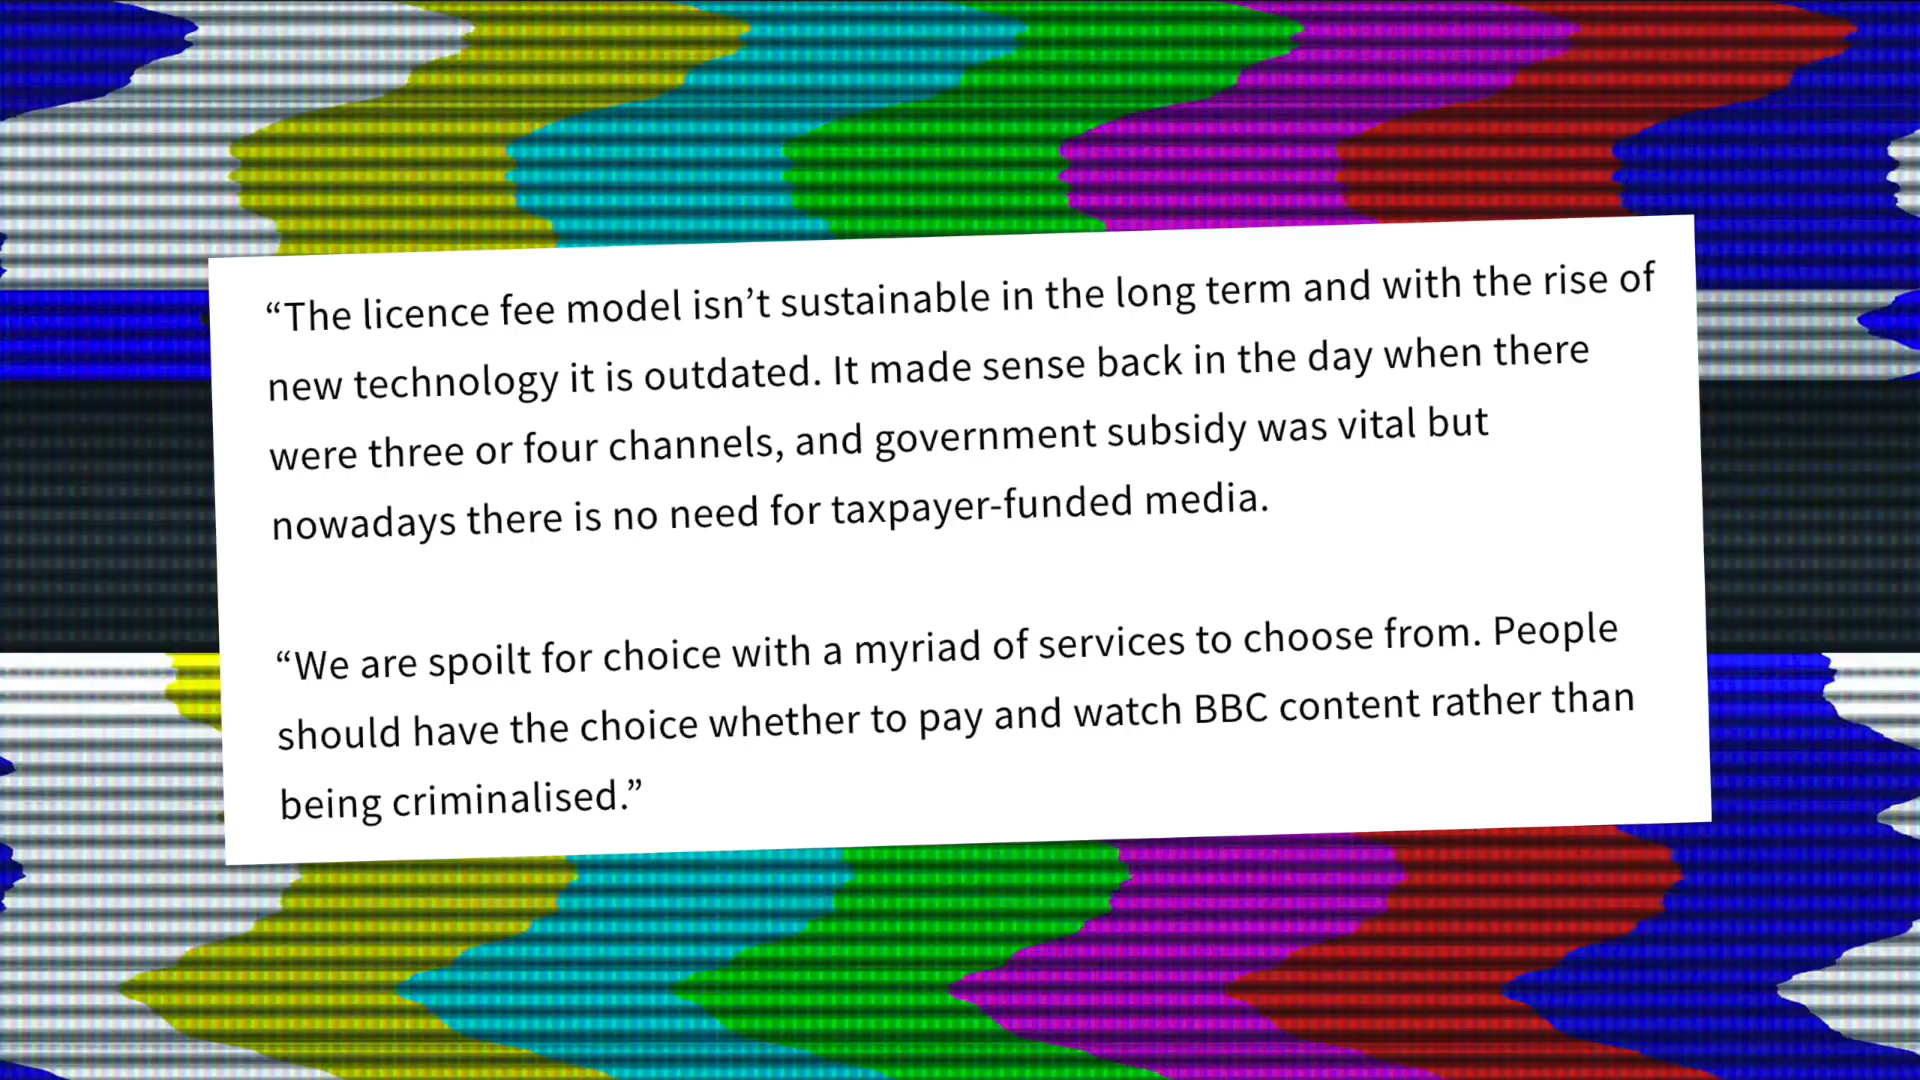 “The licence fee model isn’t sustainable in the long term and with the rise of
new technology it is outdated. It made sense back in the day when there
were three or four channels, and government subsidy was vital but
nowadays there is no need for taxpayer-funded media.
“We are spoilt for choice with a myriad of services to choose from. People
should have the choice whether to pay and watch BBC content rather than
being criminalised.”